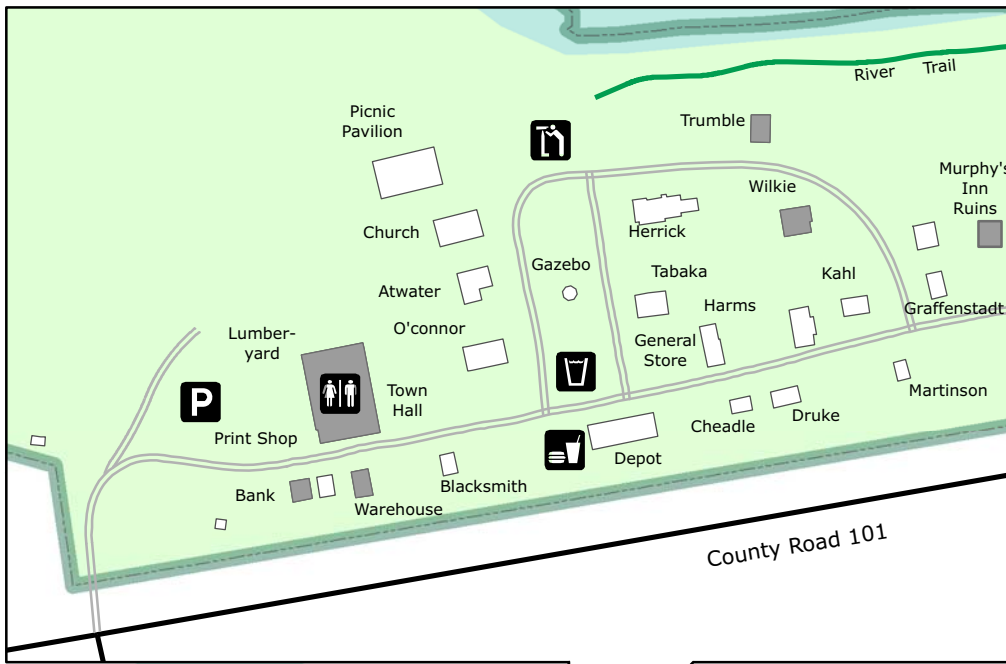 River Trail
Picnic
Pavilion
Trumble
Murphy's
Inn
Ruins
Wilkie
Church
Herrick
Gazebo
Tabaka
Kahl
Atwater
Harms
Graffenstadt
O'connor
Lumber-
yard
General
Store
Town
Hall
Martinson
P
Print Shop
Cheadle
Druke
Depot
Blacksmith
Bank
Warehouse
County Road 101